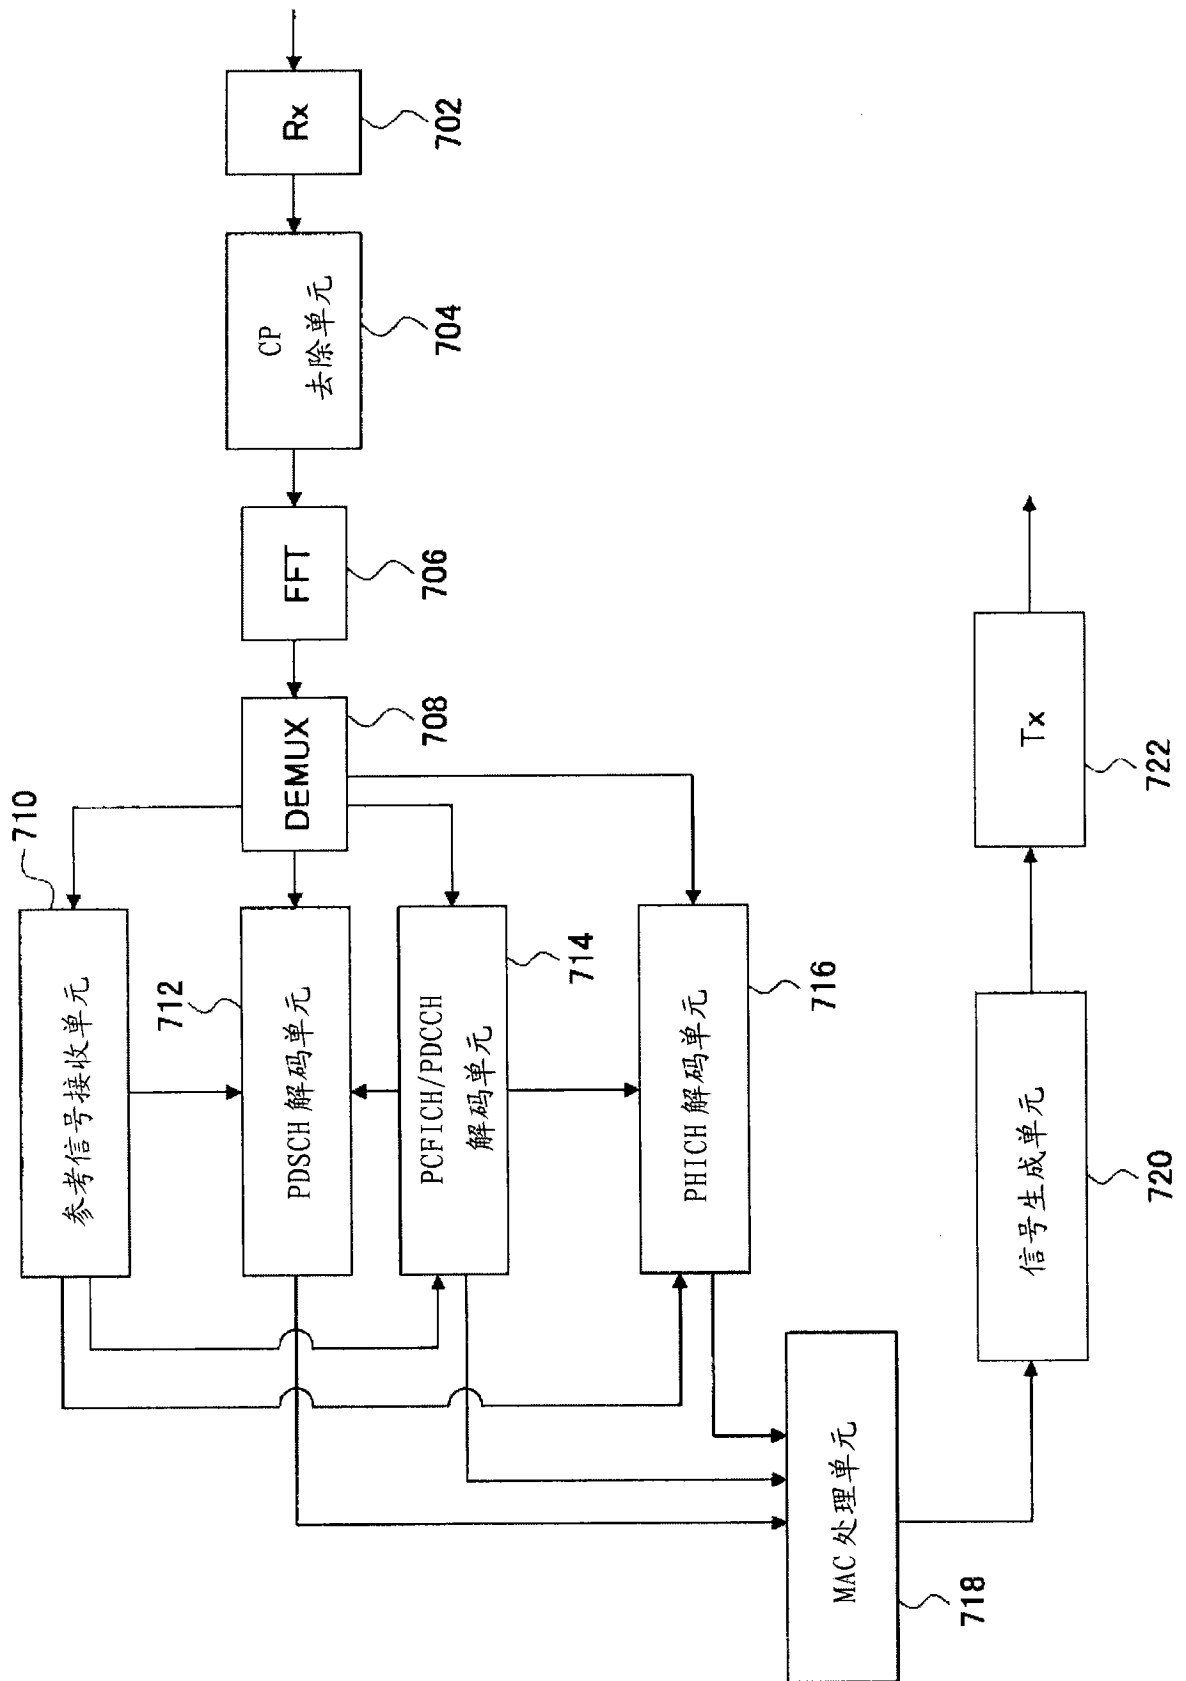 Rx
702
CP
去除单元
704
FFT
706
DEMUX
708
参考信号接收单元
710
PDSCH 解码单元
712
PCFICH/PDCCH
解码单元
714
PHICH 解码单元
716
MAC 处理单元
718
信号生成单元
720
Tx
722